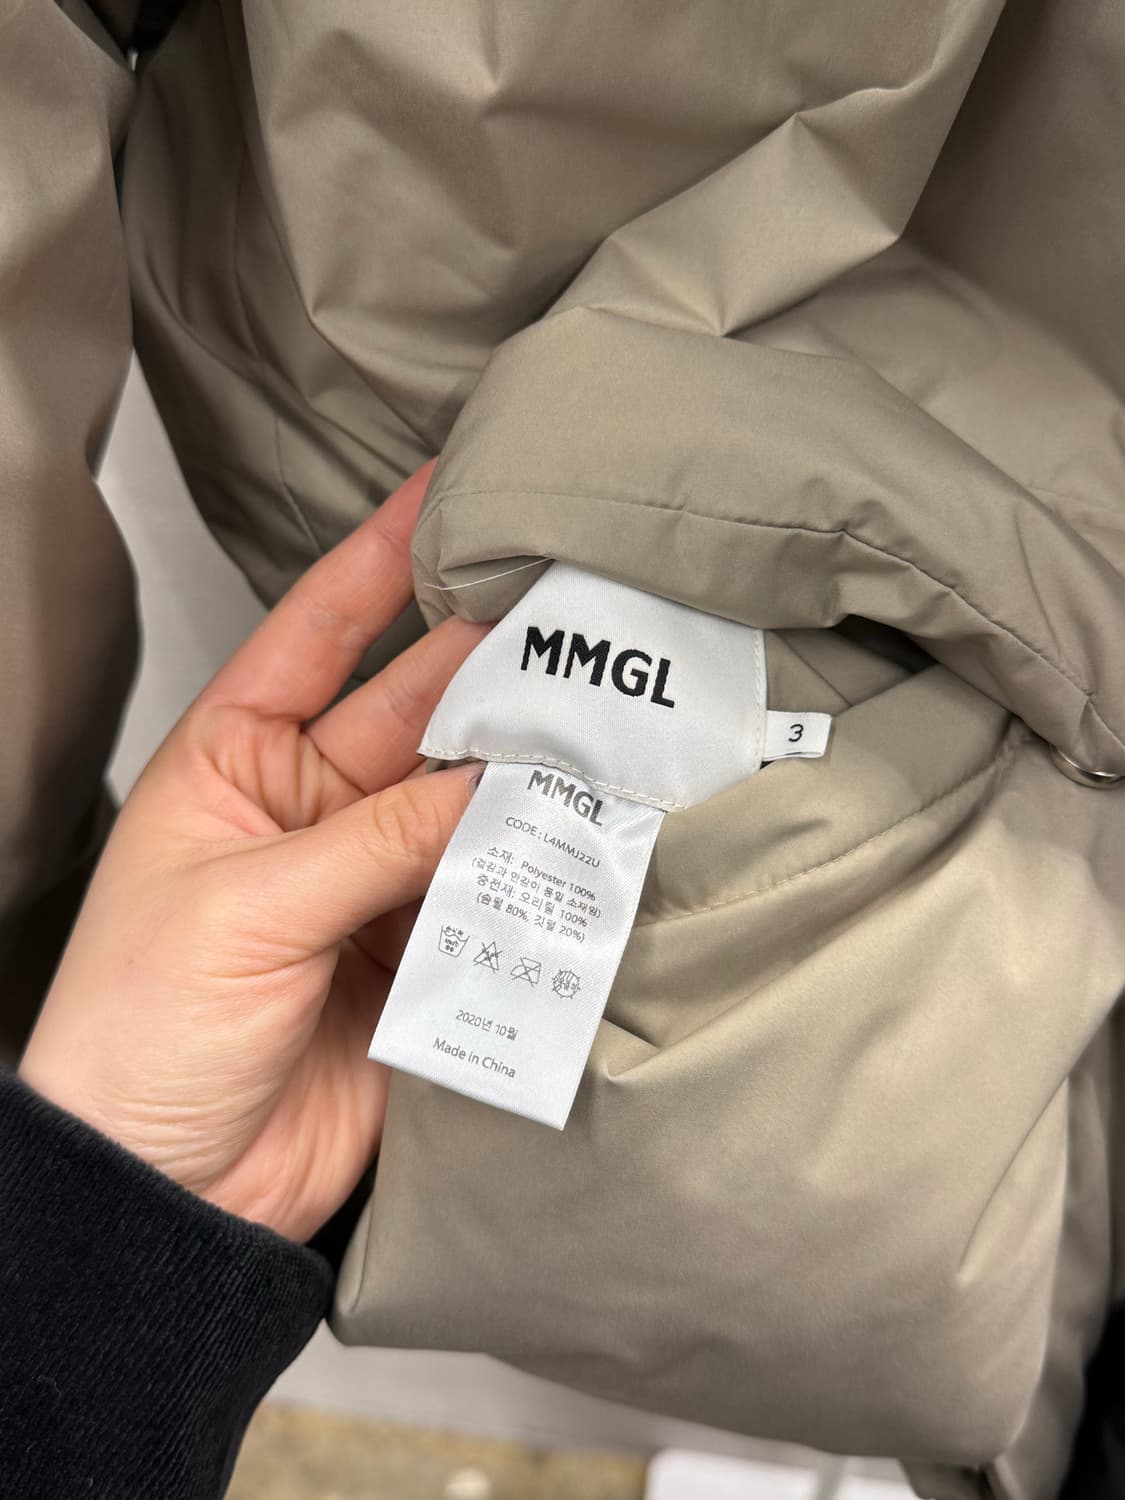 MMGL
3
MMGL
CODE : L4MMJ22U
소재: Polyester 100%
(겉감과 안감이 동일 소재임)
충전재: 오리털 100%
(솜털 80%, 깃털 20%)
2020년 10월
Made in China